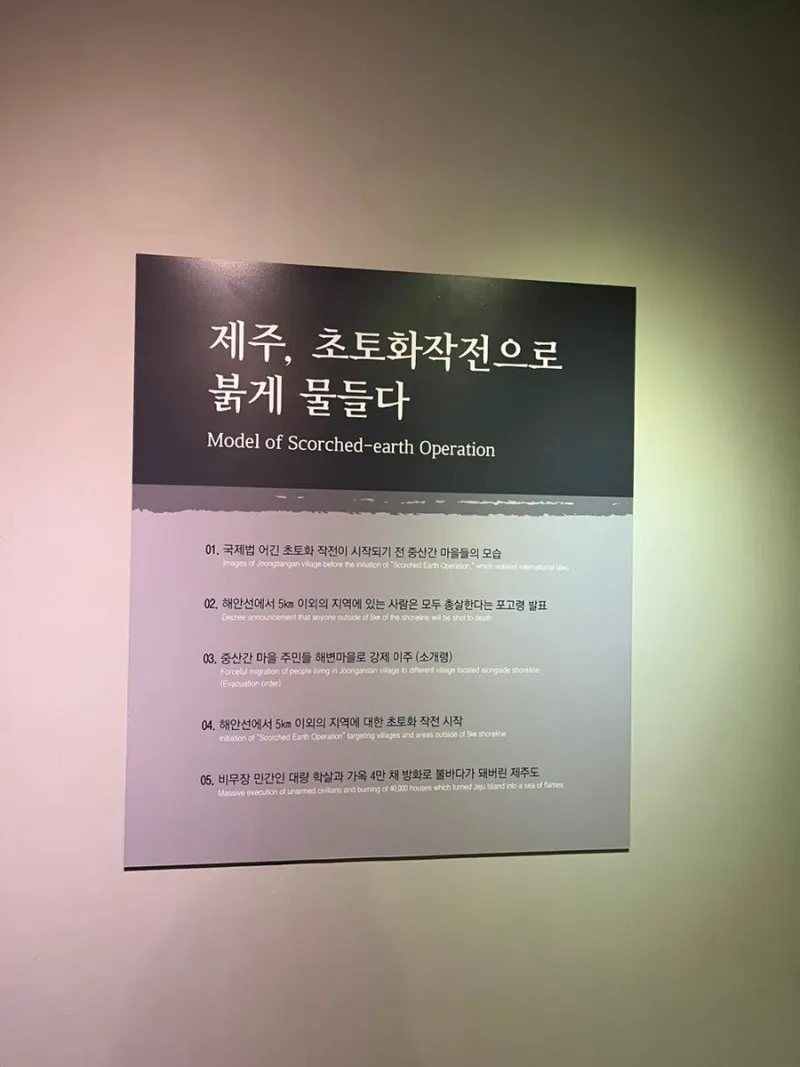 제주, 초토화작전으로
붉게 물들다
Model of Scorched-earth Operation
01. 국제법 어긴 초토화 작전이 시작되기 전 중산간 마을들의 모습
Images of Joongsangan village before the initiation of "Scorched Earth Operation," which violated international laws
02. 해안선에서 5km 이외의 지역에 있는 사람은 모두 총살한다는 포고령 발표
Decree announcement that anyone outside of 5km of the shoreline will be shot to death
03. 중산간 마을 주민들 해변마을로 강제 이주 (소개령)
Forceful migration of people living in Joongansan village to different village located alongside shoreline
(Evacuation order)
04. 해안선에서 5km 이외의 지역에 대한 초토화 작전 시작
Initiation of "Scorched Earth Operation" targeting villages and areas outside of 5km shoreline
05. 비무장 민간인 대량 학살과 가옥 4만 채 방화로 불바다가 돼버린 제주도
Massive execution of unarmed civilians and burning of 40,000 houses which turned Jeju Island into a sea of flames